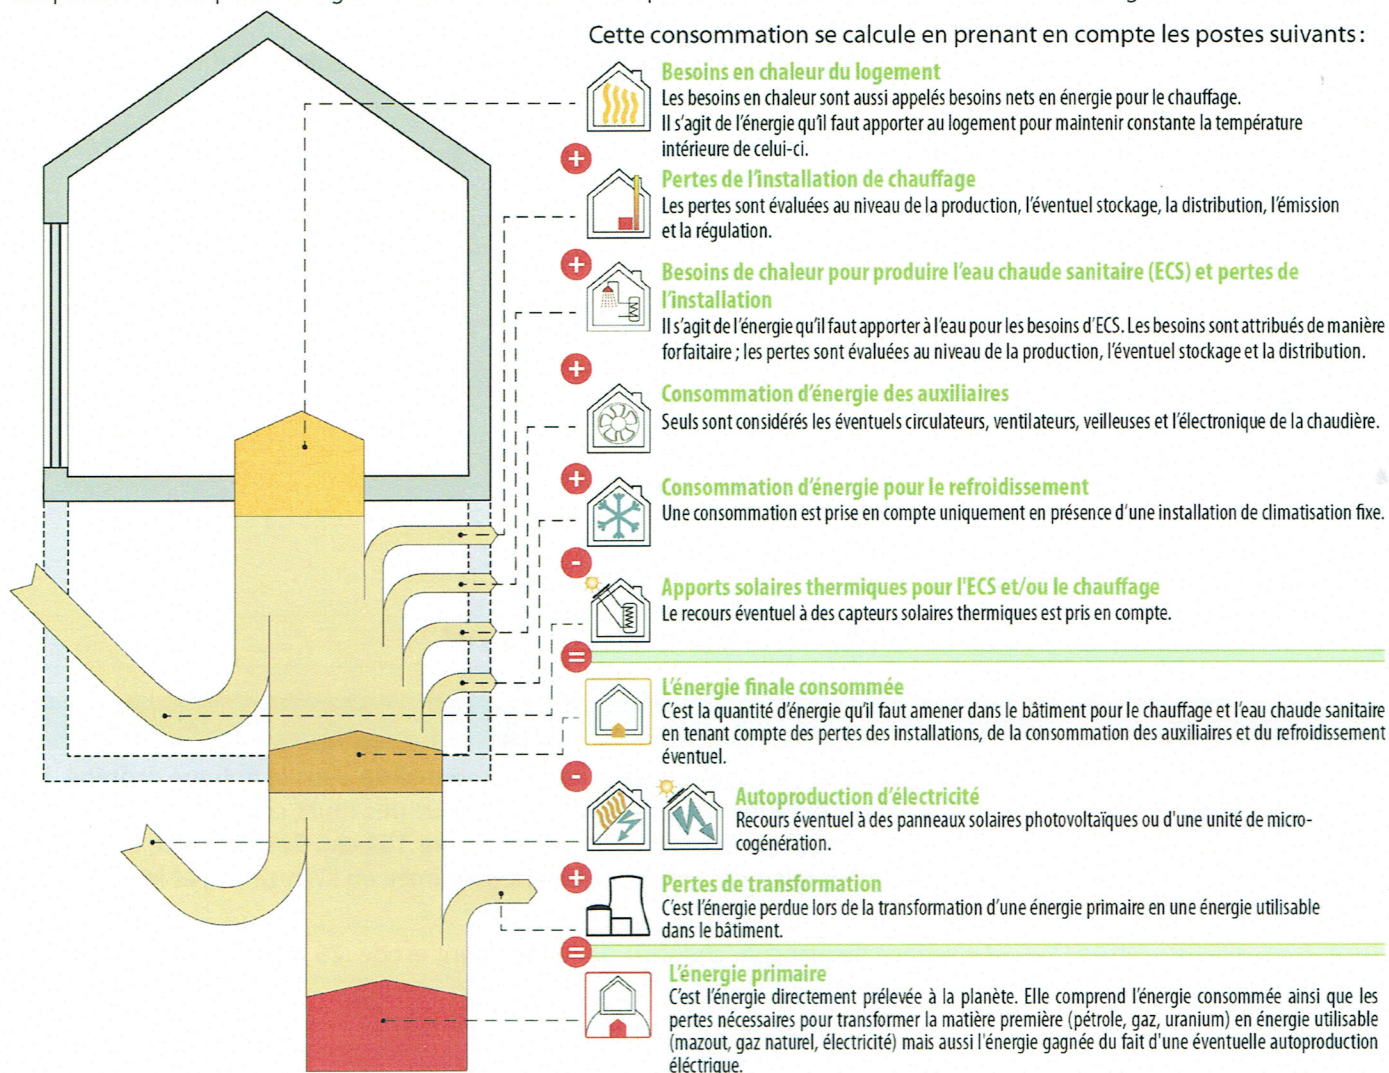 Cette consommation se calcule en prenant en compte les postes suivants :
Besoins en chaleur du logement
Les besoins en chaleur sont aussi appelés besoins nets en énergie pour le chauffage.
Il s'agit de l'énergie qu'il faut apporter au logement pour maintenir constante la température
intérieure de celui-ci.
+
Pertes de l'installation de chauffage
Les pertes sont évaluées au niveau de la production, l'éventuel stockage, la distribution, l'émission
et la régulation.
+
Besoins de chaleur pour produire l'eau chaude sanitaire (ECS) et pertes de
l'installation
Il s'agit de l'énergie qu'il faut apporter à l'eau pour les besoins d'ECS. Les besoins sont attribués de manière
forfaitaire ; les pertes sont évaluées au niveau de la production, l'éventuel stockage et la distribution.
+
Consommation d'énergie des auxiliaires
Seuls sont considérés les éventuels circulateurs, ventilateurs, veilleuses et l'électronique de la chaudière.
+
Consommation d'énergie pour le refroidissement
Une consommation est prise en compte uniquement en présence d'une installation de climatisation fixe.
-
Apports solaires thermiques pour l'ECS et/ou le chauffage
Le recours éventuel à des capteurs solaires thermiques est pris en compte.
=
L'énergie finale consommée
C'est la quantité d'énergie qu'il faut amener dans le bâtiment pour le chauffage et l'eau chaude sanitaire
en tenant compte des pertes des installations, de la consommation des auxiliaires et du refroidissement
éventuel.
-
Autoproduction d'électricité
Recours éventuel à des panneaux solaires photovoltaïques ou d'une unité de micro-
cogénération.
+
Pertes de transformation
C'est l'énergie perdue lors de la transformation d'une énergie primaire en une énergie utilisable
dans le bâtiment.
=
L'énergie primaire
C'est l'énergie directement prélevée à la planète. Elle comprend l'énergie consommée ainsi que les
pertes nécessaires pour transformer la matière première (pétrole, gaz, uranium) en énergie utilisable
(mazout, gaz naturel, électricité) mais aussi l'énergie gagnée du fait d'une éventuelle autoproduction
éléctrique.